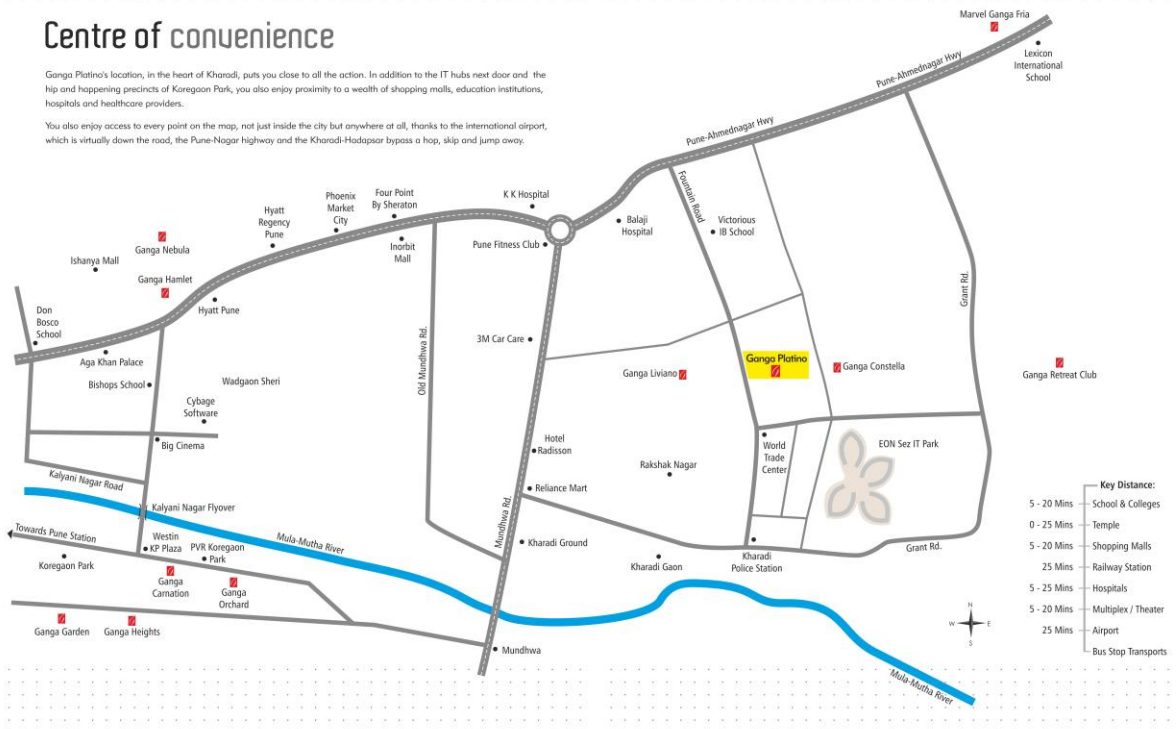 Centre of convenience
Ganga Platino's location, in the heart of Kharadi, puts you close to all the action. In addition to the IT hubs next door and the
hip and happening precincts of Koregaon Park, you also enjoy proximity to a wealth of shopping malls, education institutions,
hospitals and healthcare providers.
You also enjoy access to every point on the map, not just inside the city but anywhere at all, thanks to the international airport,
which is virtually down the road, the Pune-Nagar highway and the Kharadi-Hadapsar bypass a hop, skip and jump away.
Marvel Ganga Fria
Lexicon
International
School
Pune-Ahmednagar Hwy
Pune-Ahmednagar Hwy
K K Hospital
Four Point
By Sheraton
Phoenix
Market
City
Hyatt
Regency
Pune
Inorbit
Mall
Pune Fitness Club
Balaji
Hospital
Fountain Road
Victorious
IB School
Ganga Nebula
Ishanya Mall
Ganga Hamlet
Hyatt Pune
Don
Bosco
School
Aga Khan Palace
Bishops School
Wadgaon Sheri
Cybage
Software
Big Cinema
Old Mundhwa Rd.
3M Car Care
Grant Rd.
Ganga Liviano
Ganga Platino
Ganga Constella
Ganga Retreat Club
Hotel
Radisson
Rakshak Nagar
World
Trade
Center
EON Sez IT Park
Reliance Mart
Mundhwa Rd.
Kharadi Ground
Kharadi Gaon
Kharadi
Police Station
Grant Rd.
Kalyani Nagar Road
Kalyani Nagar Flyover
Towards Pune Station
Westin
KP Plaza
PVR Koregaon
Park
Mula-Mutha River
Koregaon Park
Ganga
Carnation
Ganga
Orchard
Ganga Garden
Ganga Heights
Mundhwa
Mula-Mutha River
N
W
E
S
Key Distance:
5 - 20 Mins School & Colleges
0 - 25 Mins Temple
5 - 20 Mins Shopping Malls
25 Mins Railway Station
5 - 25 Mins Hospitals
5 - 20 Mins Multiplex / Theater
25 Mins Airport
Bus Stop Transports